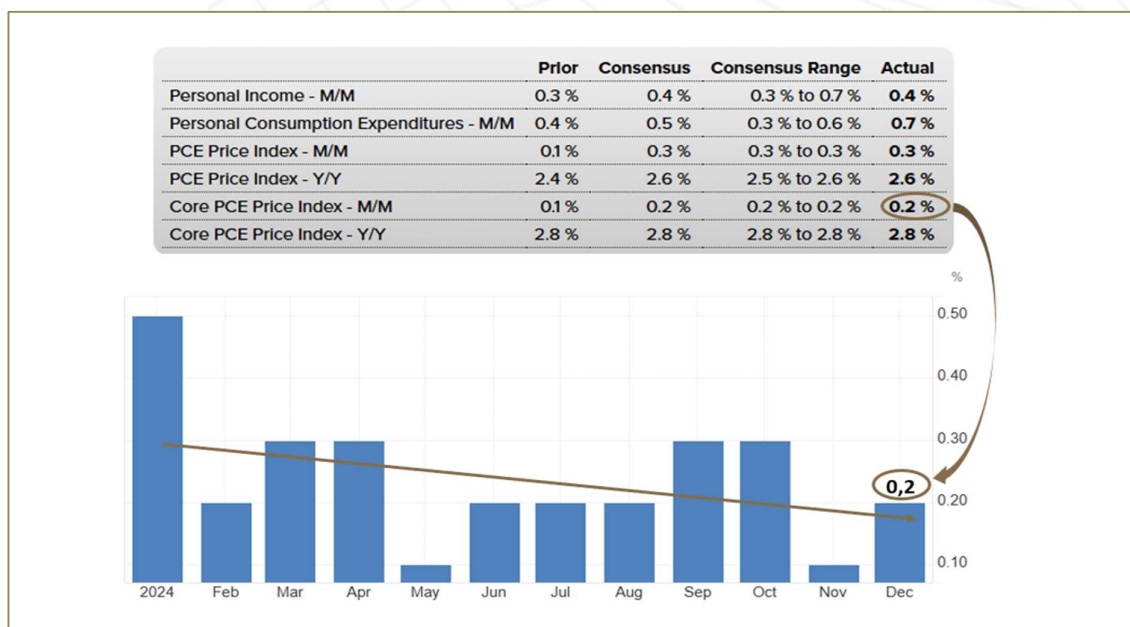 Prior Consensus Consensus Range Actual
Personal Income - M/M 0.3 % 0.4 % 0.3 % to 0.7 % 0.4 %
Personal Consumption Expenditures - M/M 0.4 % 0.5 % 0.3 % to 0.6 % 0.7 %
PCE Price Index - M/M 0.1 % 0.3 % 0.3 % to 0.3 % 0.3 %
PCE Price Index - Y/Y 2.4 % 2.6 % 2.5 % to 2.6 % 2.6 %
Core PCE Price Index - M/M 0.1 % 0.2 % 0.2 % to 0.2 % 0.2 %
Core PCE Price Index - Y/Y 2.8 % 2.8 % 2.8 % to 2.8 % 2.8 %
%
0.50
0.40
0.30
0,2
0.20
0.10
2024 Feb Mar Apr May Jun Jul Aug Sep Oct Nov Dec